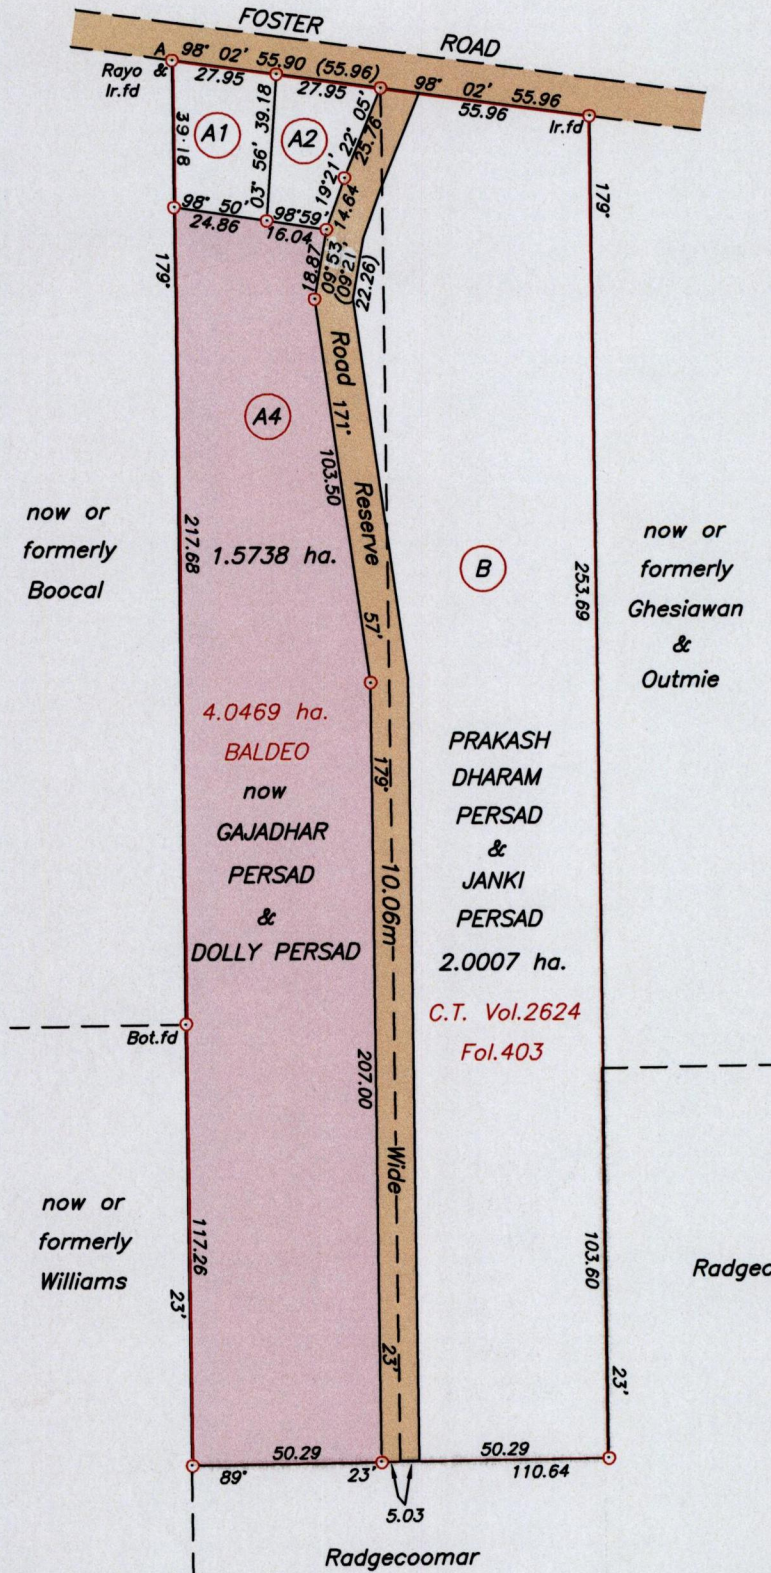 FOSTER ROAD
A 98° 02' 55.90 (55.96)
98° 02' 55.96
Rayo &
Ir.fd
27.95
27.95
55.96
Ir.fd
39.18
A1
03° 56' 39.18
A2
19°21' 22° 05'
25.76
14.64
179°
98° 50'
98°59'
24.86
16.04
179°
18.87
09°53'
(09°21'
22.26)
Road Reserve
171° 57'
103.50
A4
now or
formerly
Boocal
217.68
1.5738 ha.
B
253.69
now or
formerly
Ghesiawan
&
Outmie
4.0469 ha.
BALDEO
now
GAJADHAR
PERSAD
&
DOLLY PERSAD
179°
10.06m Wide
PRAKASH
DHARAM
PERSAD
&
JANKI
PERSAD
2.0007 ha.
C.T. Vol.2624
Fol.403
Bot.fd
207.00
now or
formerly
Williams
117.26
23'
103.60
Radgec
23'
23'
50.29
50.29
89° 23'
110.64
5.03
Radgecoomar